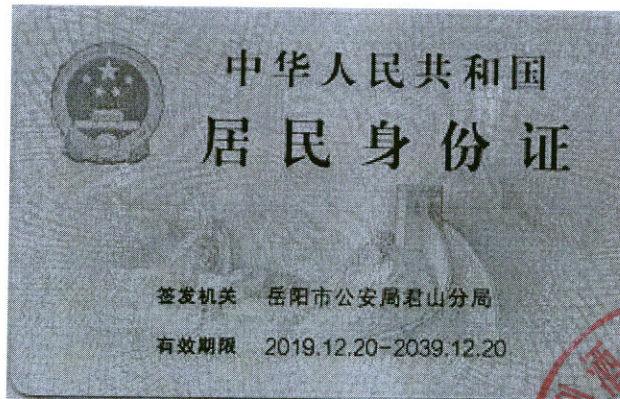 中华人民共和国
居民身份证
签发机关 岳阳市公安局君山分局
有效期限 2019.12.20-2039.12.20
酒